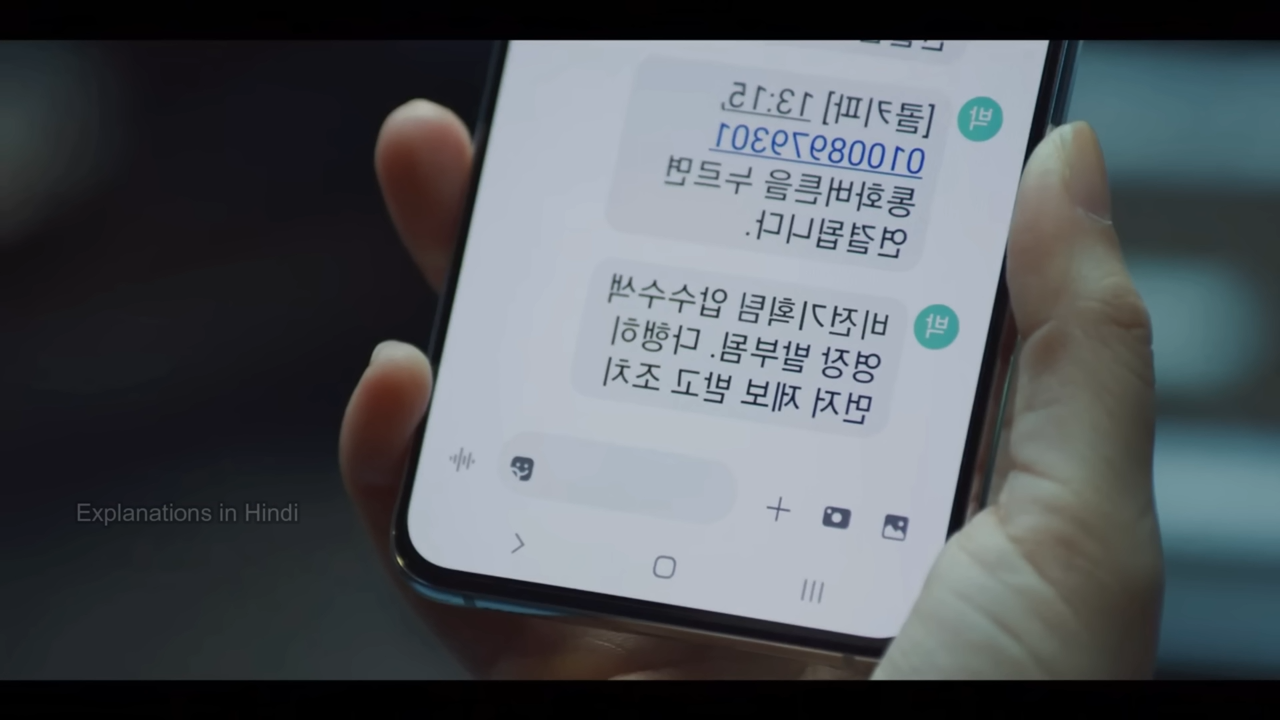 [콜키퍼] 13:15,
01008979301
통화버튼을 누르면
연결됩니다.
박
비전기획팀 압수수색
영장 발부됨. 다행히
먼저 제보 받고 조치
박
Explanations in Hindi